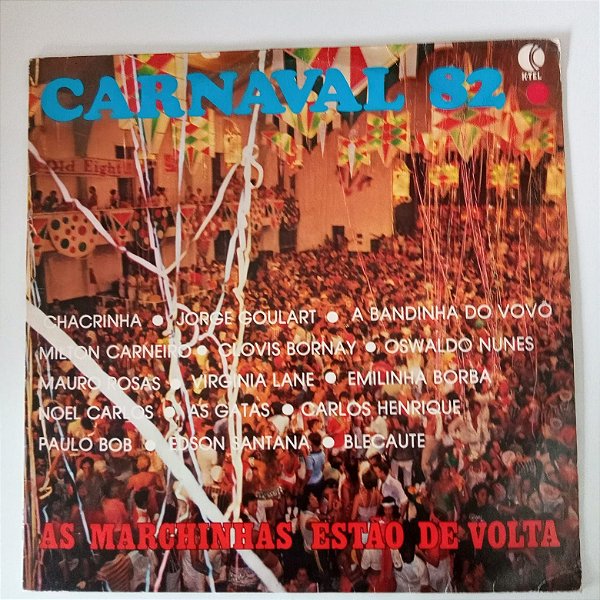 CARNAVAL 82
K-TEL
Old Eight
CHACRINHA ● JORGE GOULART ● A BANDINHA DO VOVÔ
MILTON CARNEIRO ● CLOVIS BORNAY ● OSWALDO NUNES
MAURO ROSAS ● VIRGINIA LANE ● EMILINHA BORBA
NOEL CARLOS ● AS GATAS ● CARLOS HENRIQUE
PAULO BOB ● EDSON SANTANA ● BLECAUTE
AS MARCHINHAS ESTÃO DE VOLTA